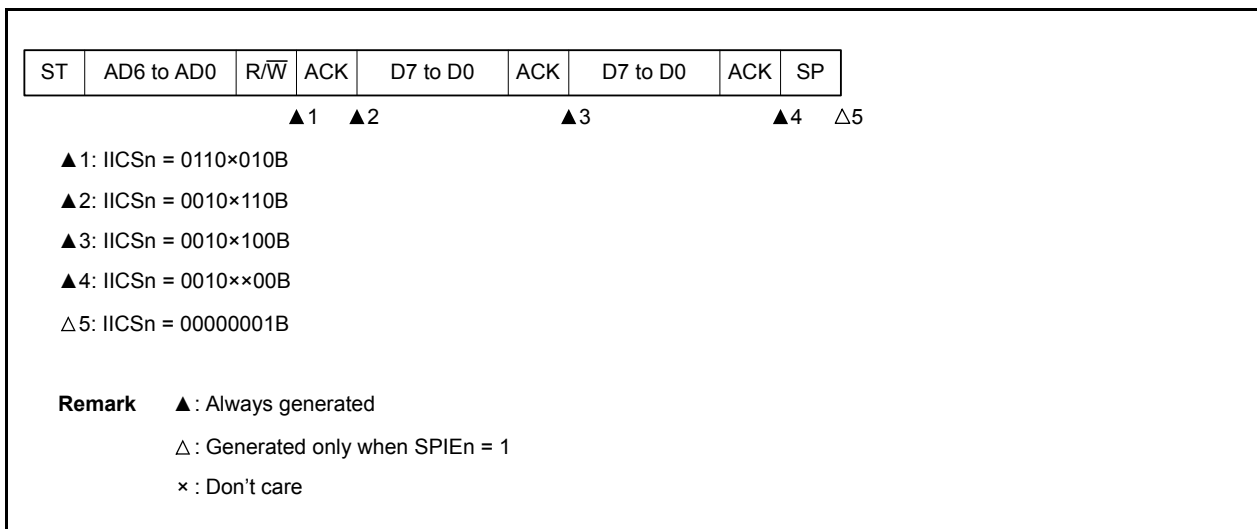 ST AD6 to AD0 R/W̅ ACK D7 to D0 ACK D7 to D0 ACK SP
▲1 ▲2 ▲3 ▲4 △5
▲1: IICSn = 0110×010B
▲2: IICSn = 0010×110B
▲3: IICSn = 0010×100B
▲4: IICSn = 0010××00B
△5: IICSn = 00000001B
Remark ▲: Always generated
△: Generated only when SPIEn = 1
×: Don't care